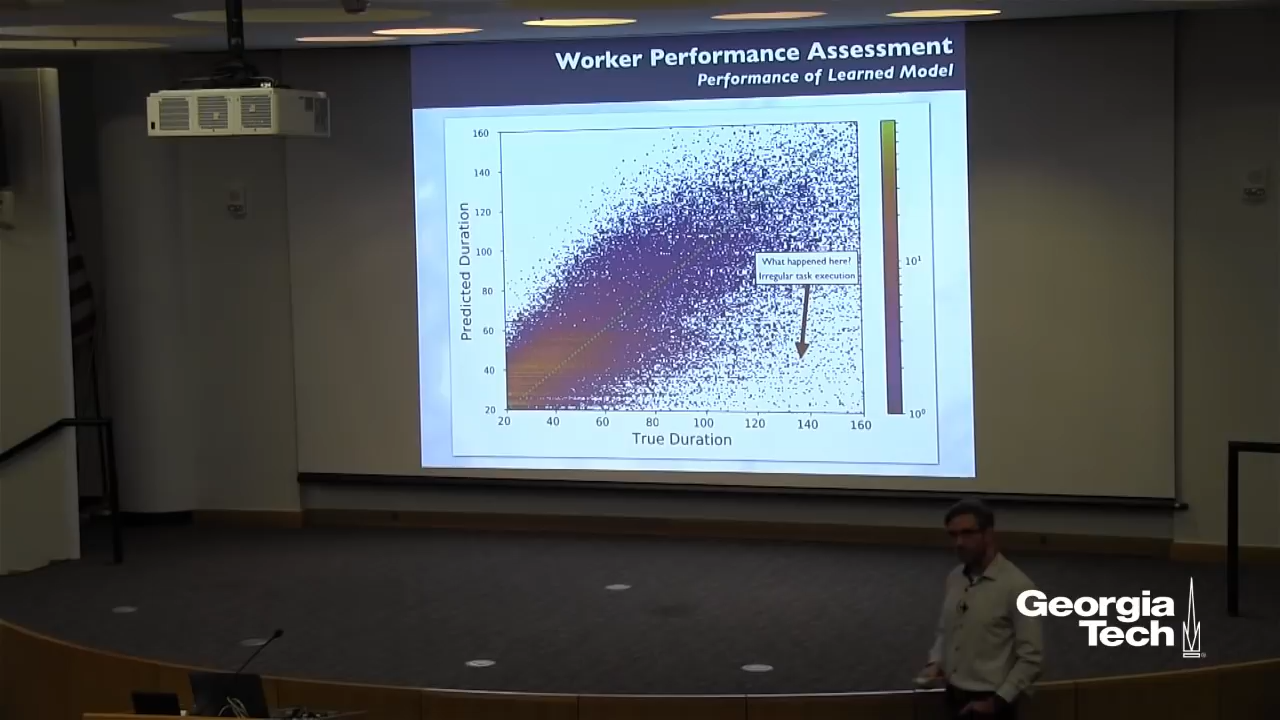 Worker Performance Assessment
Performance of Learned Model
160
140
120
100
80
60
40
20
Predicted Duration
20 40 60 80 100 120 140 160
True Duration
What happened here?
Irregular task execution
10¹
10⁰
Georgia
Tech